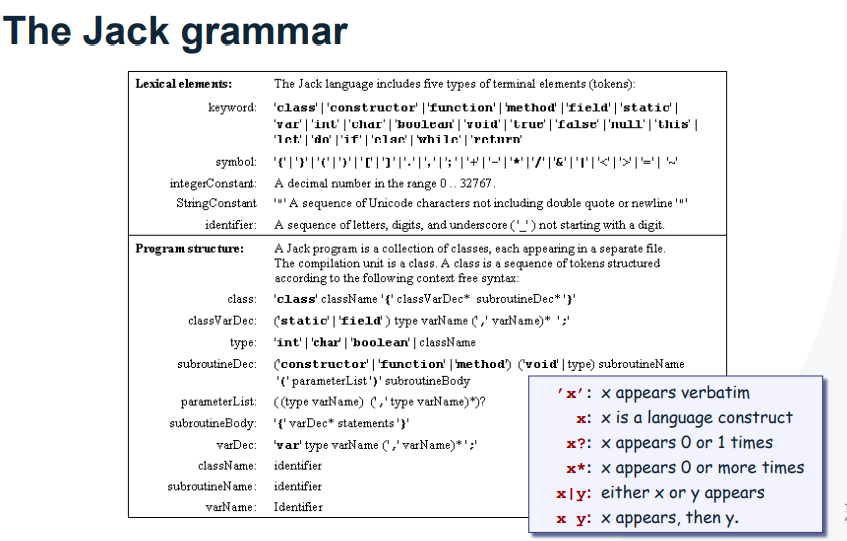 The Jack grammar
Lexical elements: The Jack language includes five types of terminal elements (tokens):
keyword: 'class'|'constructor'|'function'|'method'|'field'|'static'|
'var'|'int'|'char'|'boolean'|'void'|'true'|'false'|'null'|'this'|
'let'|'do'|'if'|'else'|'while'|'return'
symbol: '{'|'}'|'('|')'|'['|']'|'.'|','|';'|'+'|'-'|'*'|'/'|'&'|'|'|'<'|'>'|'='| '~'
integerConstant: A decimal number in the range 0 .. 32767.
StringConstant '"' A sequence of Unicode characters not including double quote or newline '"'
identifier: A sequence of letters, digits, and underscore ('_') not starting with a digit.
Program structure: A Jack program is a collection of classes, each appearing in a separate file.
The compilation unit is a class. A class is a sequence of tokens structured
according to the following context free syntax:
class: 'class' className '{' classVarDec* subroutineDec* '}'
classVarDec: ('static'|'field') type varName (',' varName)* ';'
type: 'int'|'char'|'boolean'|className
subroutineDec: ('constructor'|'function'|'method') ('void'|type) subroutineName
'(' parameterList ')' subroutineBody
parameterList: ((type varName) (',' type varName)*)?
subroutineBody: '{' varDec* statements '}'
varDec: 'var' type varName (',' varName)* ';'
className: identifier
subroutineName: identifier
varName: Identifier
'x': x appears verbatim
x: x is a language construct
x?: x appears 0 or 1 times
x*: x appears 0 or more times
x|y: either x or y appears
x y: x appears, then y.